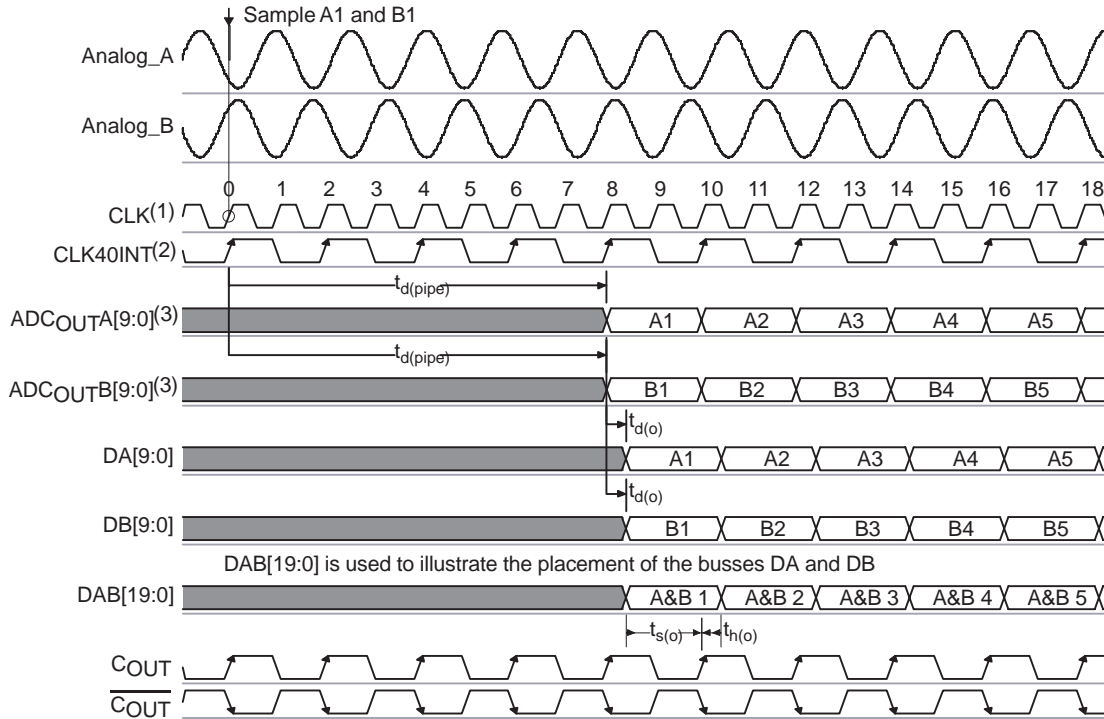 Sample A1 and B1
Analog_A
Analog_B
0 1 2 3 4 5 6 7 8 9 10 11 12 13 14 15 16 17 18
CLK(1)
CLK40INT(2)
td(pipe)
ADCOUTA[9:0](3) A1 A2 A3 A4 A5
td(pipe)
ADCOUTB[9:0](3) B1 B2 B3 B4 B5
td(o)
DA[9:0] A1 A2 A3 A4 A5
td(o)
DB[9:0] B1 B2 B3 B4 B5
DAB[19:0] is used to illustrate the placement of the busses DA and DB
DAB[19:0] A&B 1 A&B 2 A&B 3 A&B 4 A&B 5
ts(o) th(o)
COUT
COUT